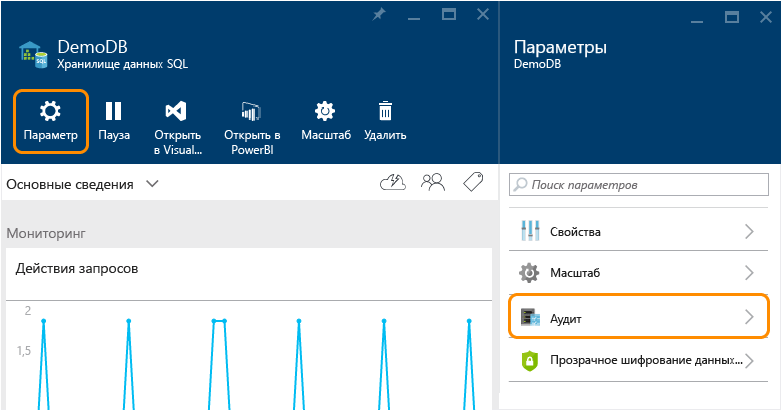 DemoDB
Хранилище данных SQL
Параметр
Пауза
Открыть
в Visual...
Открыть в
PowerBI
Масштаб
Удалить
Основные сведения
Мониторинг
Действия запросов
2
1,5
Параметры
DemoDB
Поиск параметров
Свойства
Масштаб
Аудит
Прозрачное шифрование данных...